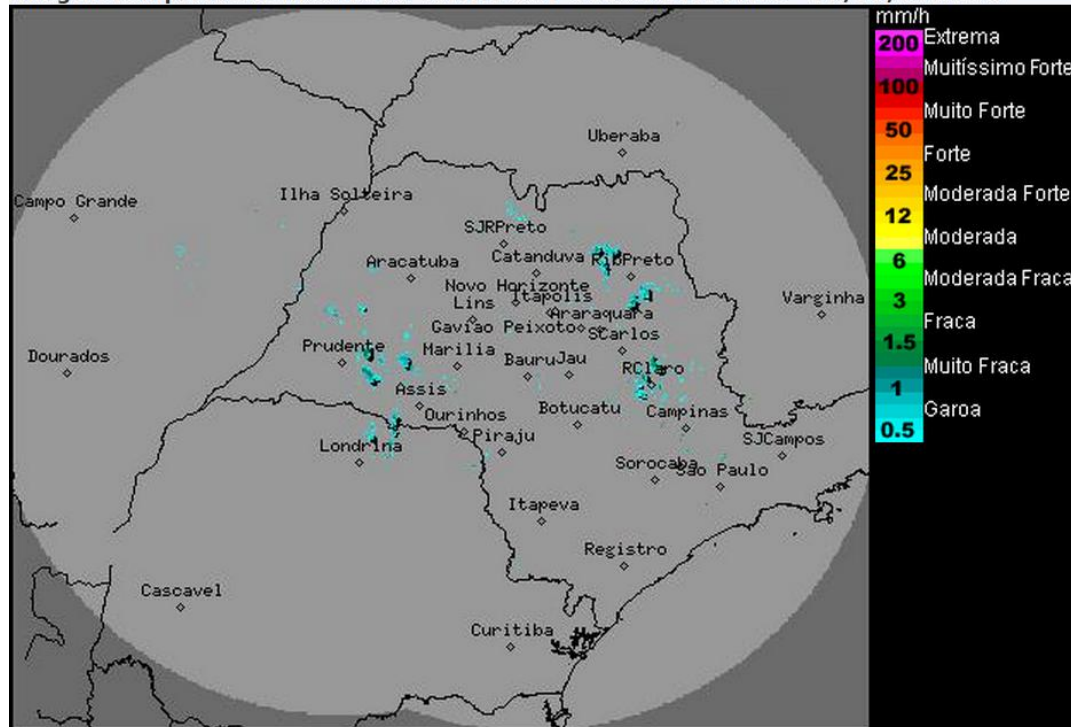 mm/h
200 Extrema
Muitíssimo Forte
100
Muito Forte
50
Forte
25
Moderada Forte
12
Moderada
6
Moderada Fraca
3
Fraca
1.5
Muito Fraca
1
Garoa
0.5
Uberaba
Campo Grande
Ilha Solteira
SJRPreto
Catanduva
RibPreto
Aracatuba
Novo Horizonte
Lins
Itapolis
Varginha
Araraquara
Gaviao Peixoto
SCarlos
Dourados
Prudente
Marilia
Bauru
Jau
RClaro
Assis
Ourinhos
Botucatu
Campinas
Londrina
Piraju
SJCampos
Sorocaba
Sao Paulo
Itapeva
Registro
Cascavel
Curitiba